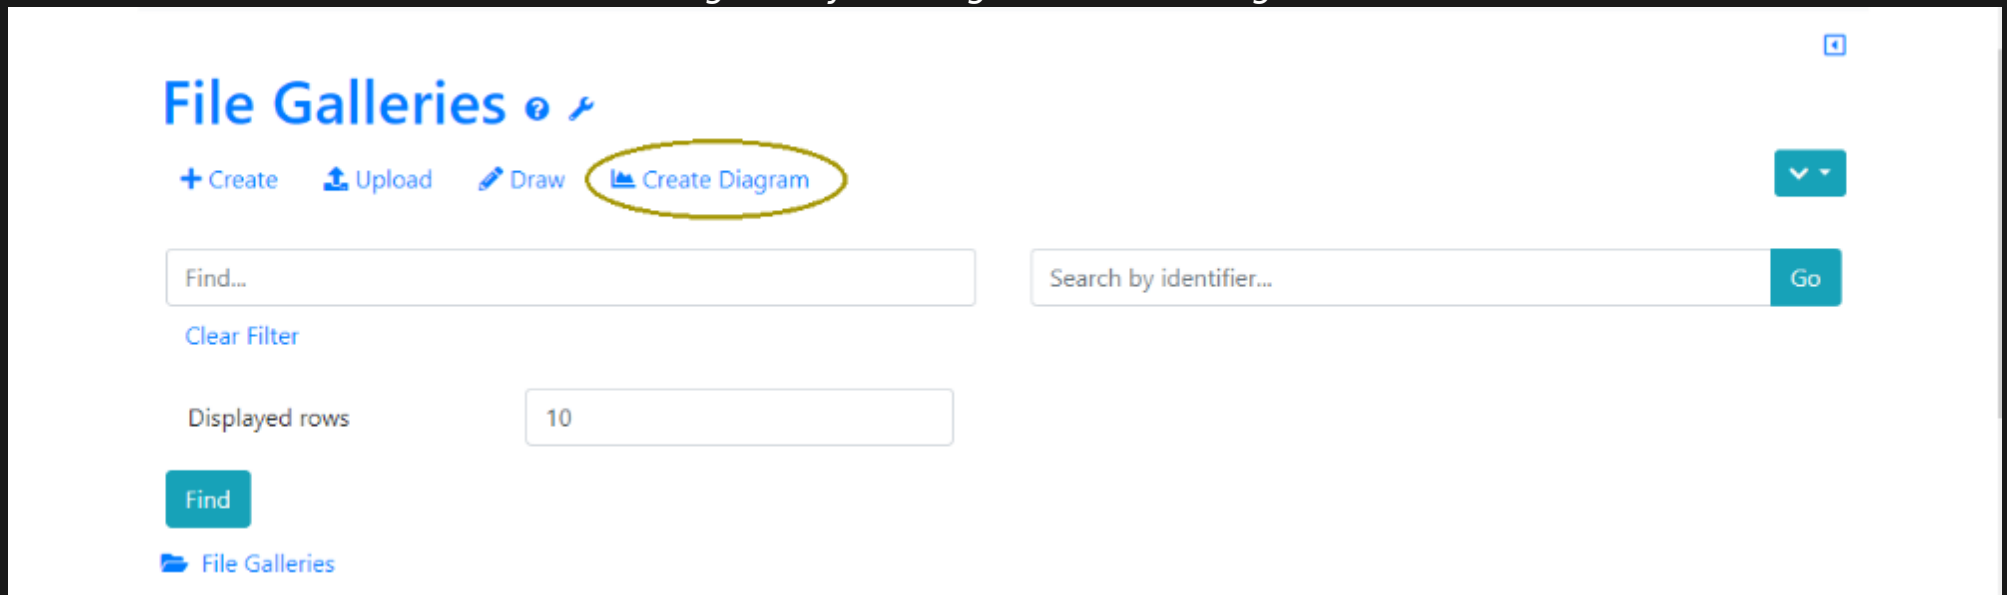 File Galleries
Create Upload Draw Create Diagram
Find... Search by identifier... Go
Clear Filter
Displayed rows 10
Find
File Galleries